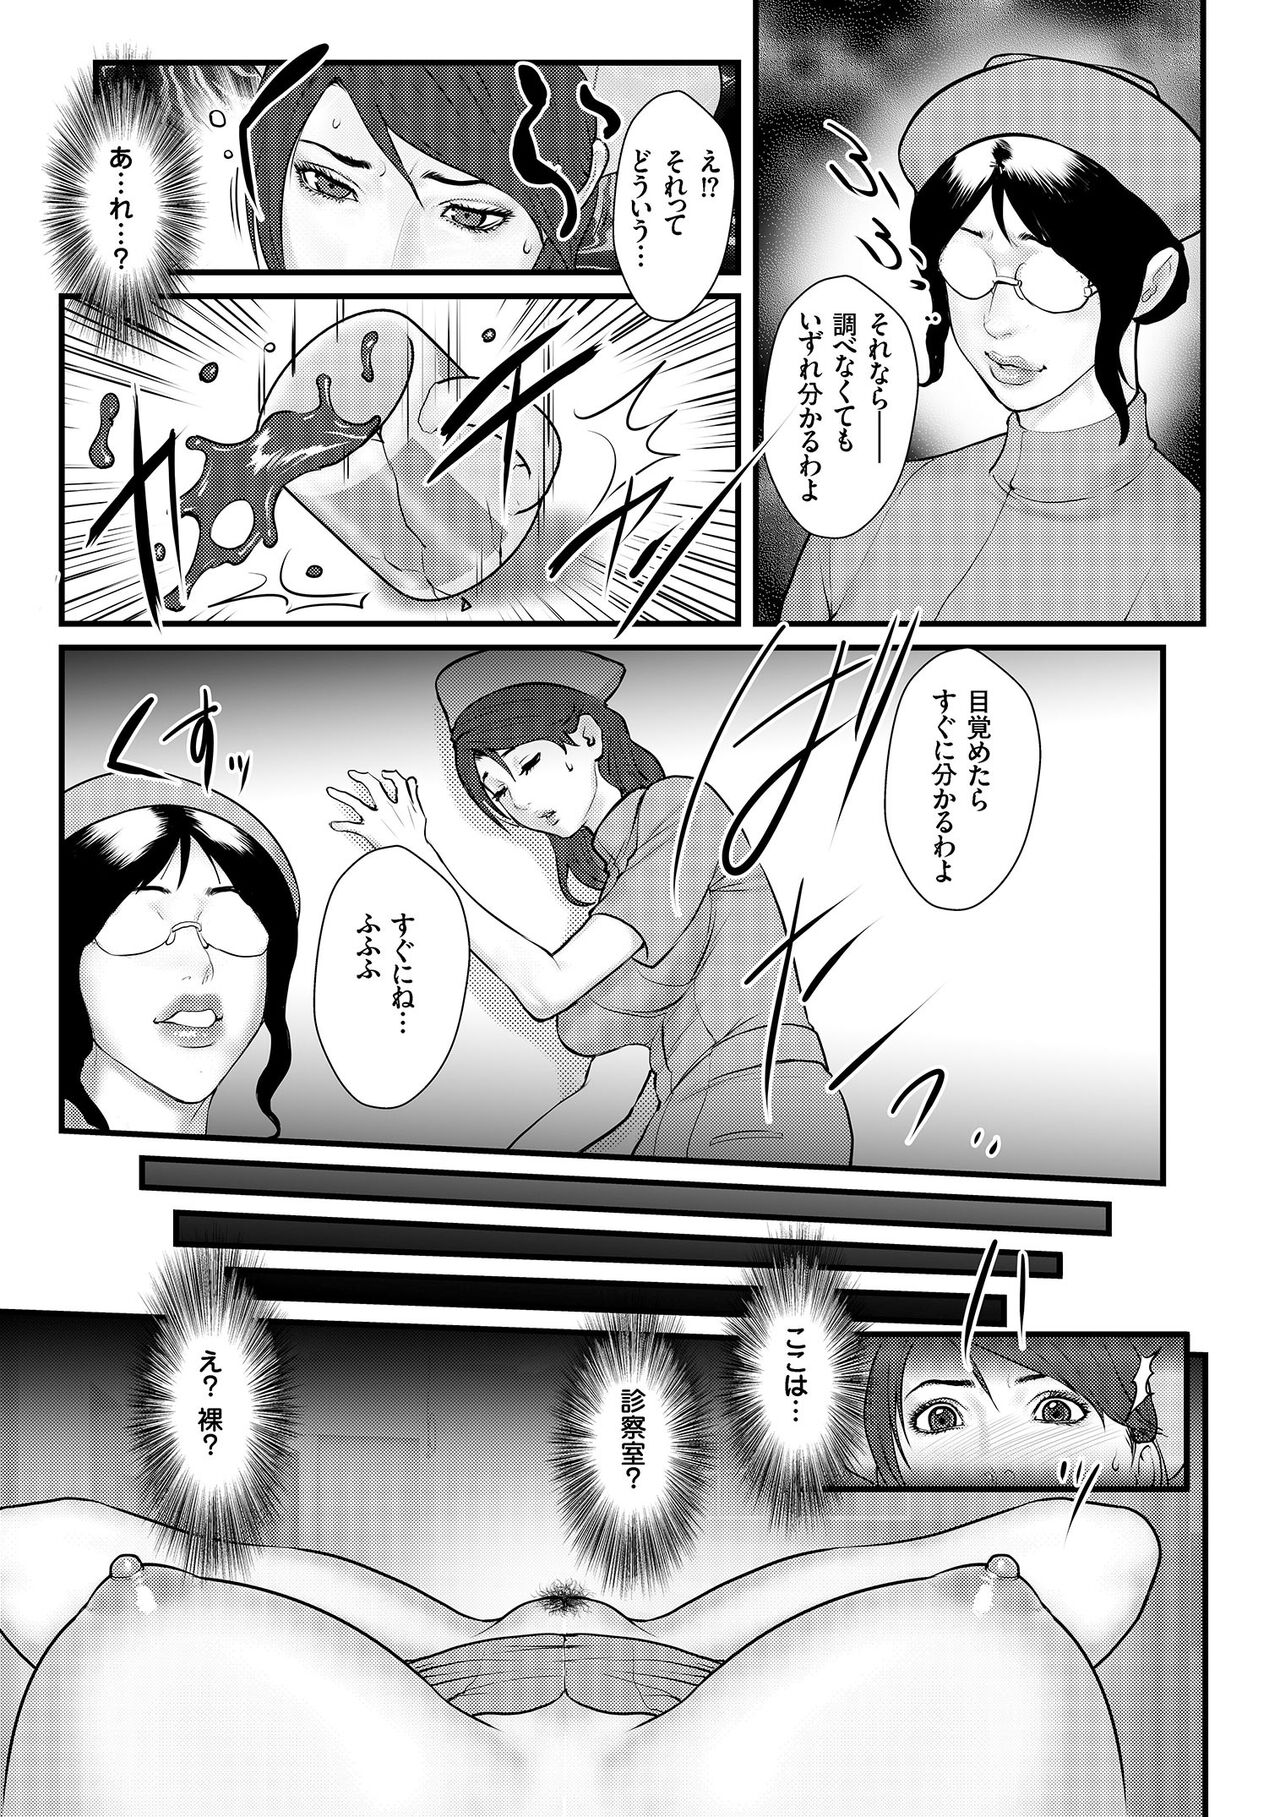 それなら――
調べなくても
いずれ分かるわよ
え!?
それって
どういう…
あ…れ…?
目覚めたら
すぐに分かるわよ
すぐにね…
ふふふ
くすッ
ここは…
診察室?
え? 裸?